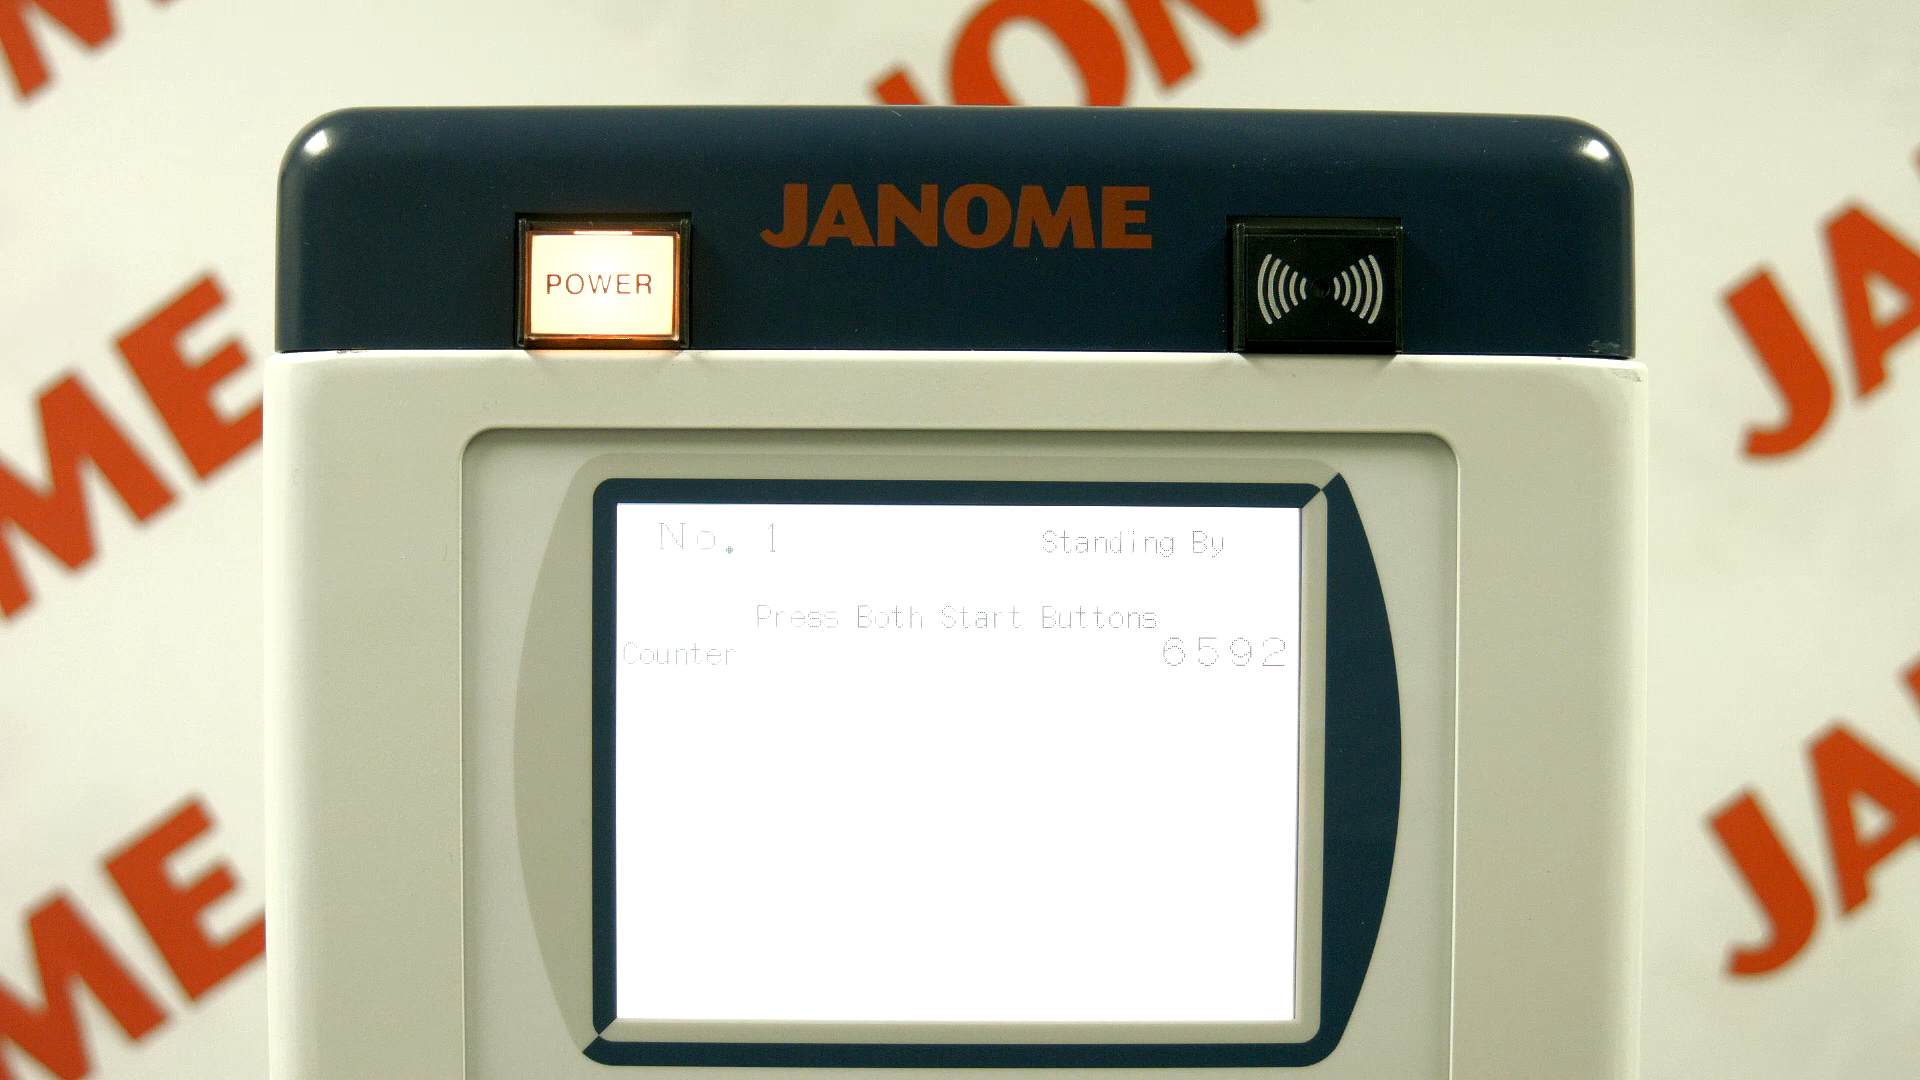 JANOME
POWER
No. 1 Standing By
Press Both Start Buttons
Counter 6592